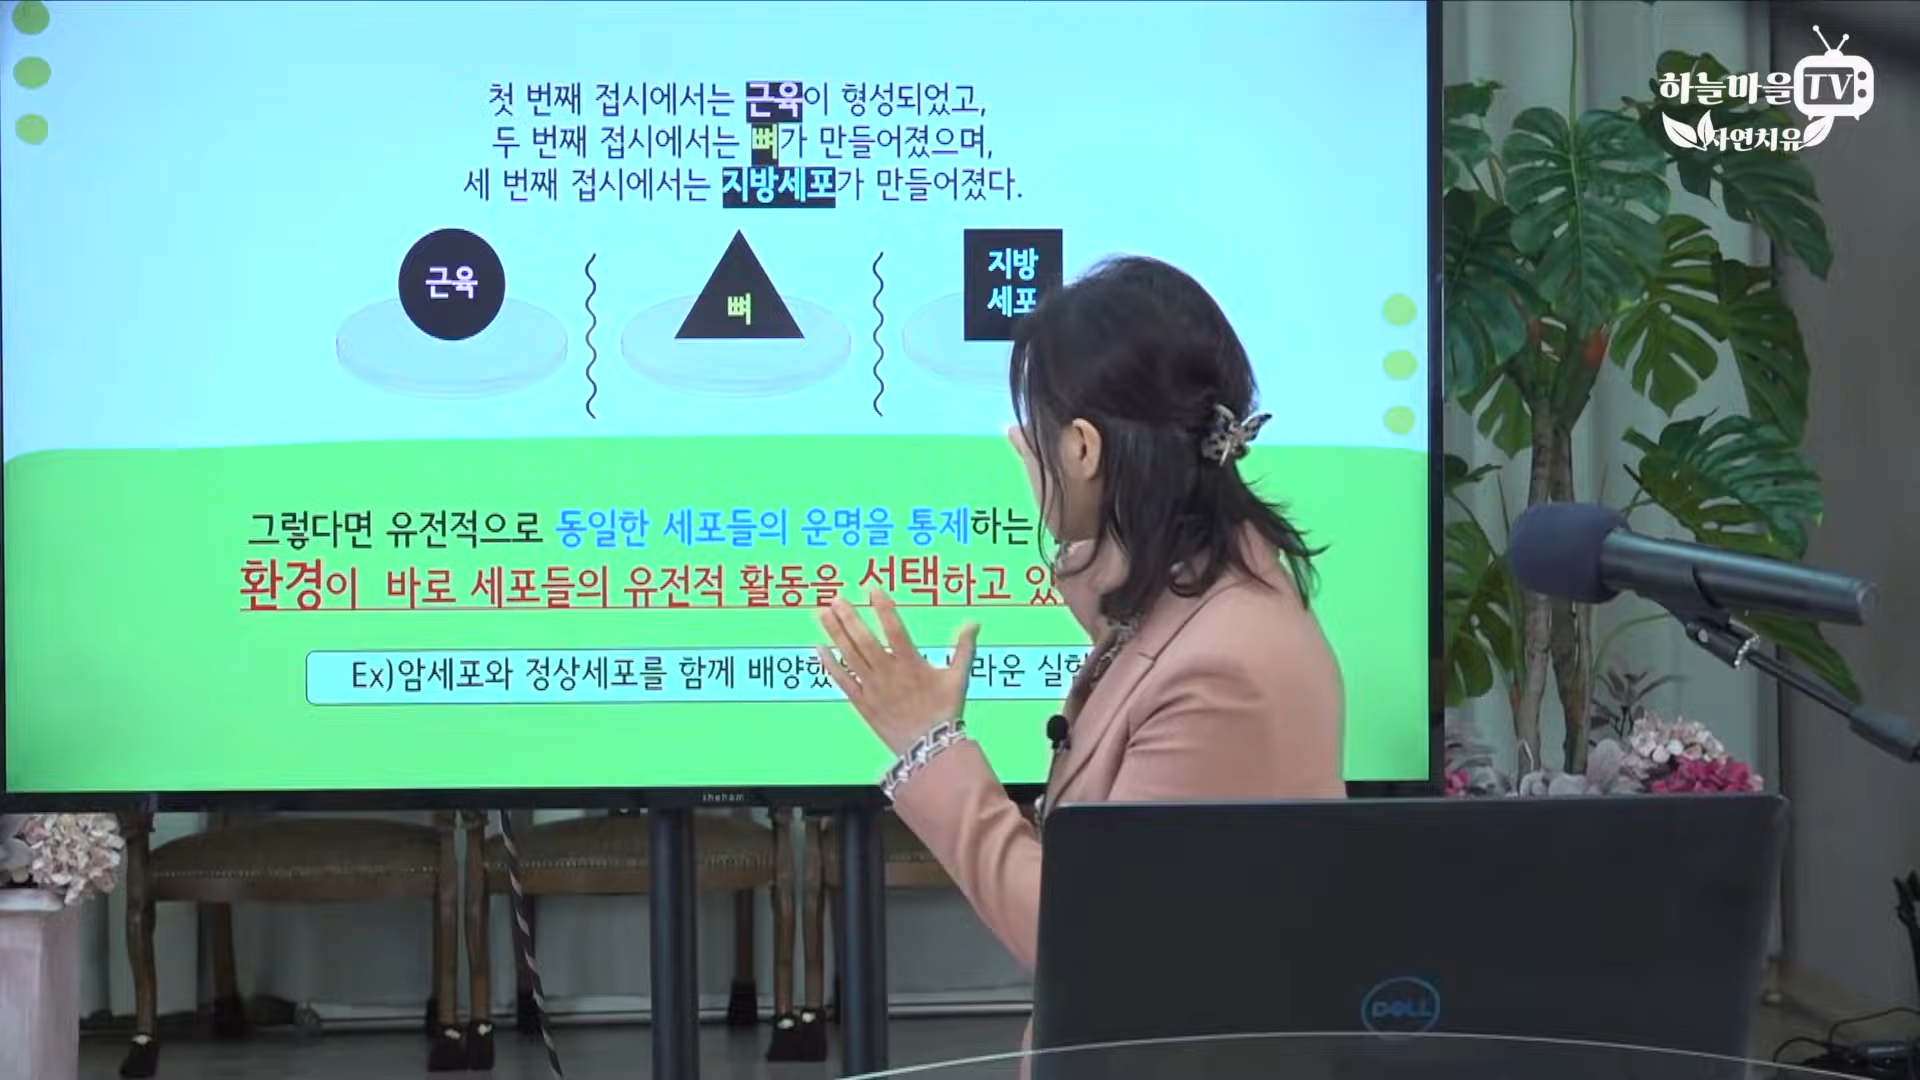 첫 번째 접시에서는 근육이 형성되었고,
두 번째 접시에서는 뼈가 만들어졌으며,
세 번째 접시에서는 지방세포가 만들어졌다.
근육
뼈
지방
세포
그렇다면 유전적으로 동일한 세포들의 운명을 통제하는
환경이 바로 세포들의 유전적 활동을 선택하고
Ex)암세포와 정상세포를 함께
하늘마을 TV
자연치유
DELL